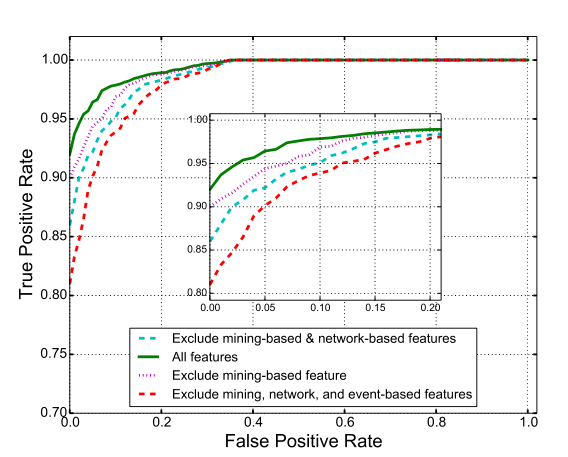 1.00
0.95
0.90
0.85
0.80
0.75
0.70
True Positive Rate
1.00
0.95
0.90
0.85
0.80
0.00 0.05 0.10 0.15 0.20
Exclude mining-based & network-based features
All features
Exclude mining-based feature
Exclude mining, network, and event-based features
0.0 0.2 0.4 0.6 0.8 1.0
False Positive Rate